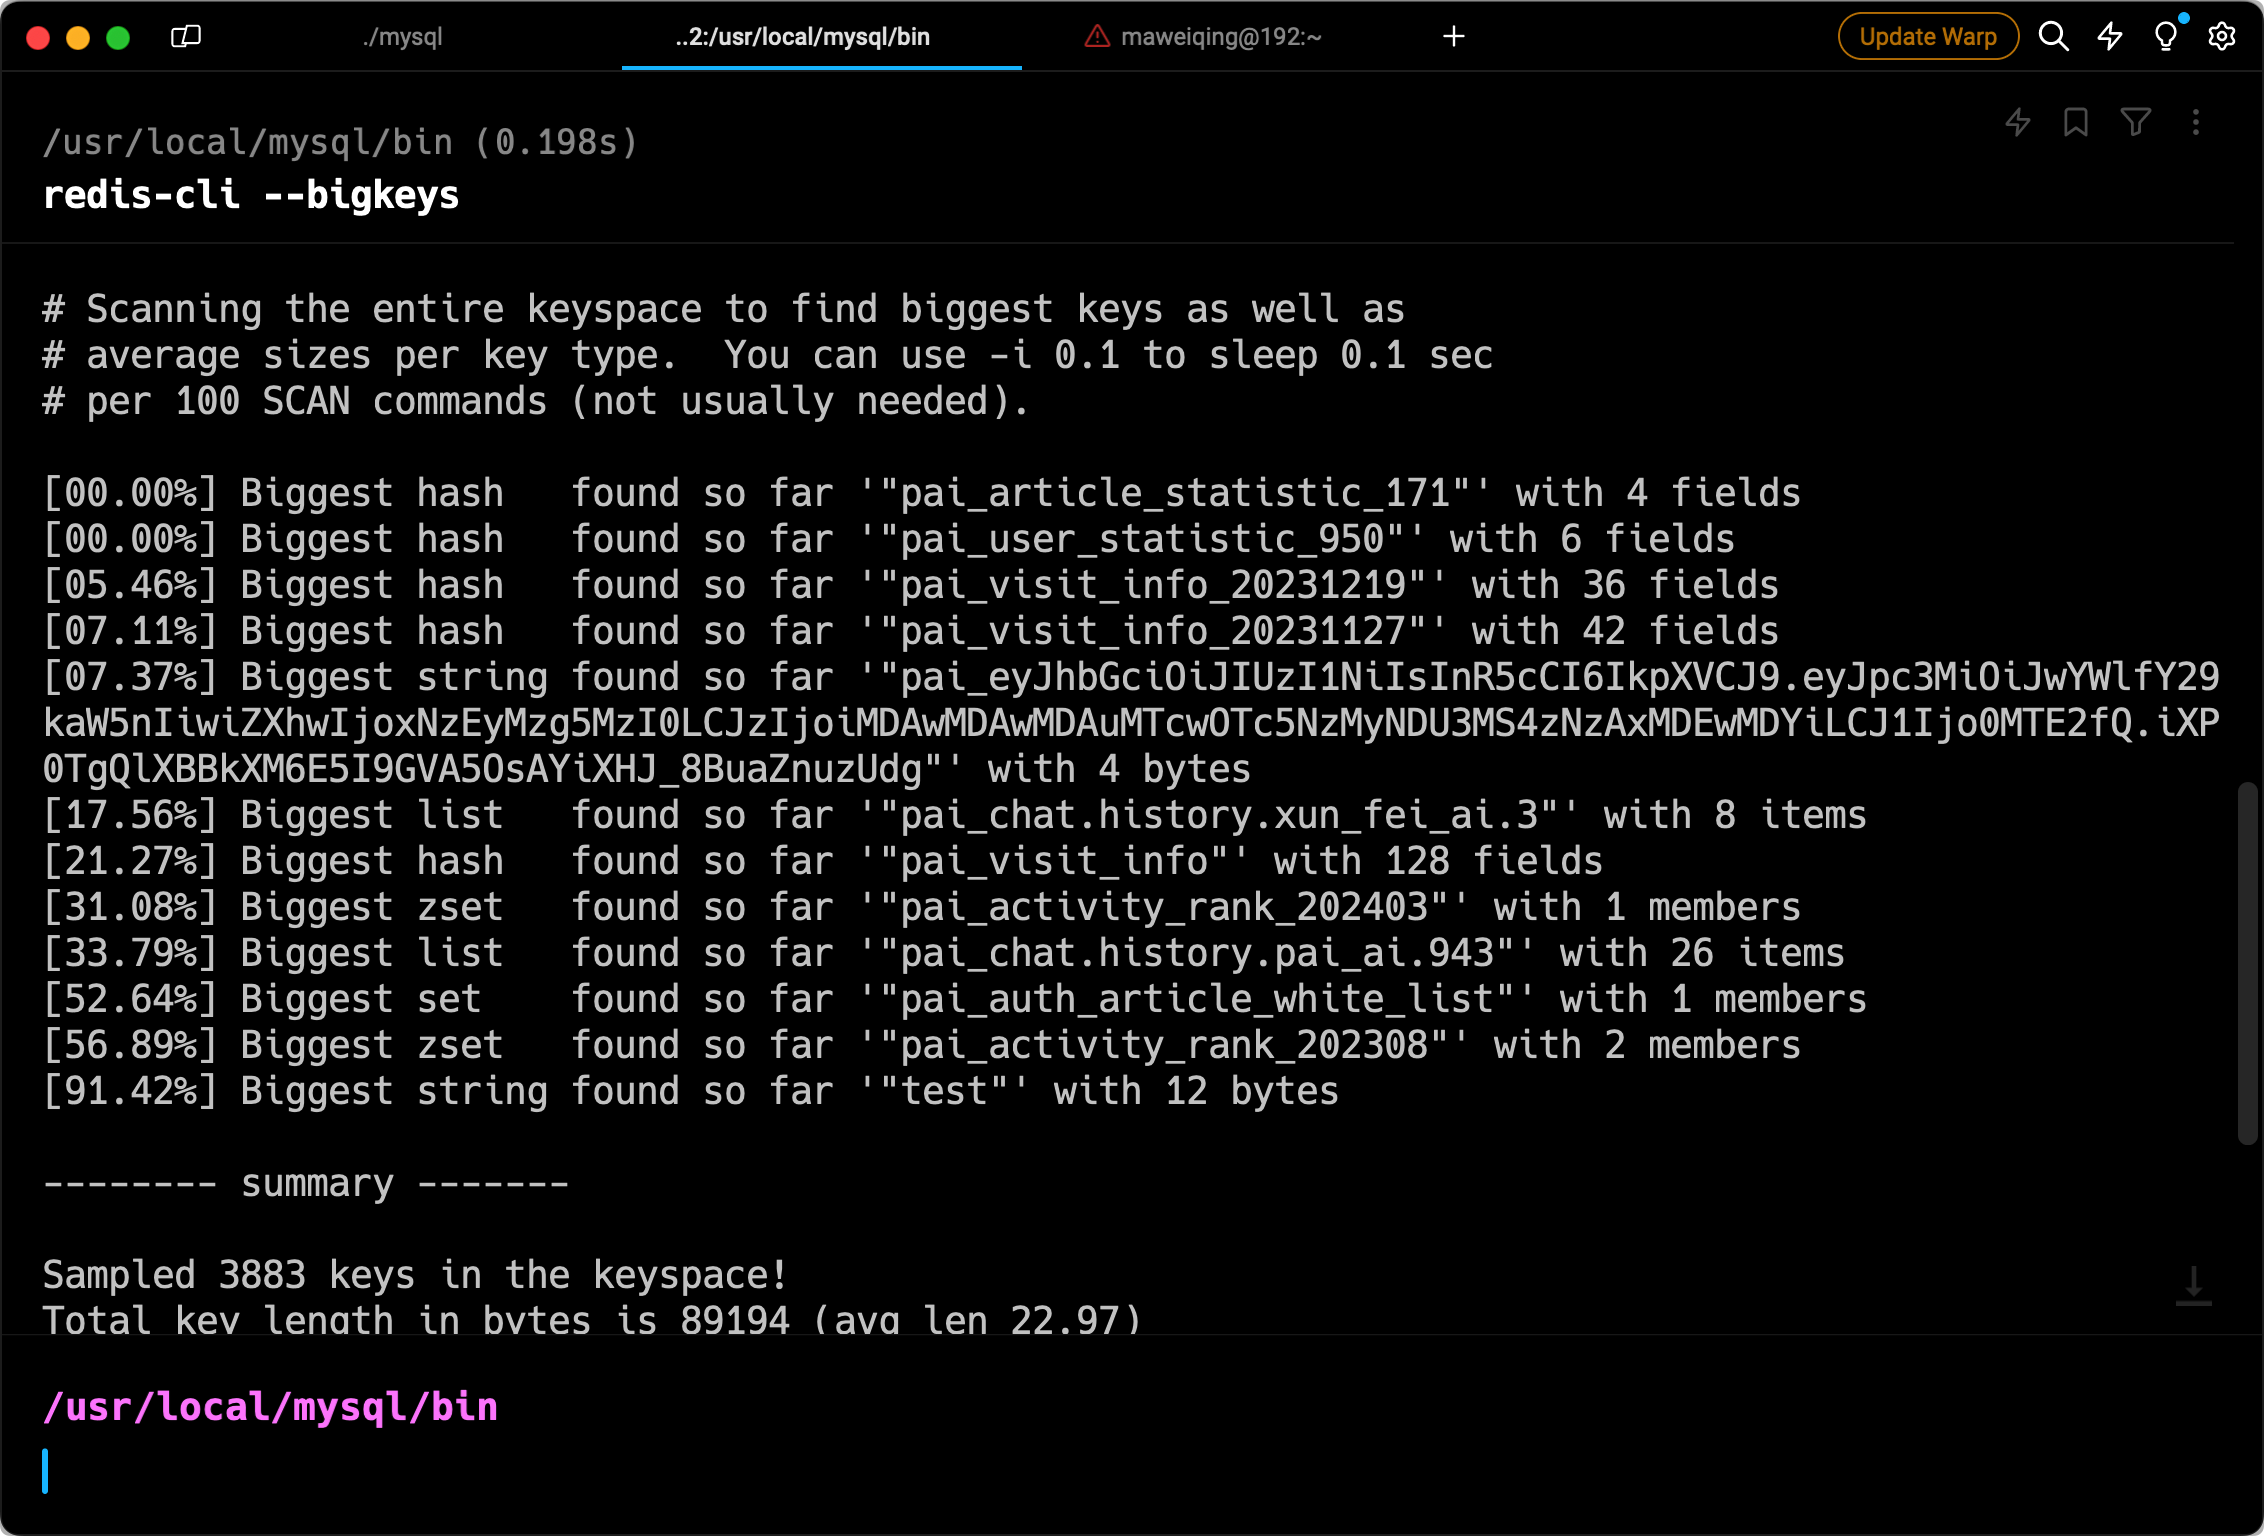 ./mysql
..2:/usr/local/mysql/bin
maweiqing@192:~
Update Warp
/usr/local/mysql/bin (0.198s)
redis-cli --bigkeys
# Scanning the entire keyspace to find biggest keys as well as
# average sizes per key type.  You can use -i 0.1 to sleep 0.1 sec
# per 100 SCAN commands (not usually needed).
[00.00%] Biggest hash   found so far '"pai_article_statistic_171"' with 4 fields
[00.00%] Biggest hash   found so far '"pai_user_statistic_950"' with 6 fields
[05.46%] Biggest hash   found so far '"pai_visit_info_20231219"' with 36 fields
[07.11%] Biggest hash   found so far '"pai_visit_info_20231127"' with 42 fields
[07.37%] Biggest string found so far '"pai_eyJhbGciOiJIUzI1NiIsInR5cCI6IkpXVCJ9.eyJpc3MiOiJwYWlfY29
kaW5nIiwiZXhwIjoxNzEyMzg5MzI0LCJzIjoiMDAwMDAwMDAuMTcwOTc5NzMyNDU3MS4zNzAxMDEwMDYiLCJ1Ijo0MTE2fQ.iXP
0TgQlXBBkXM6E5I9GVA5OsAYiXHJ_8BuaZnuzUdg"' with 4 bytes
[17.56%] Biggest list   found so far '"pai_chat.history.xun_fei_ai.3"' with 8 items
[21.27%] Biggest hash   found so far '"pai_visit_info"' with 128 fields
[31.08%] Biggest zset   found so far '"pai_activity_rank_202403"' with 1 members
[33.79%] Biggest list   found so far '"pai_chat.history.pai_ai.943"' with 26 items
[52.64%] Biggest set    found so far '"pai_auth_article_white_list"' with 1 members
[56.89%] Biggest zset   found so far '"pai_activity_rank_202308"' with 2 members
[91.42%] Biggest string found so far '"test"' with 12 bytes
-------- summary -------
Sampled 3883 keys in the keyspace!
Total key length in bytes is 89194 (avg len 22.97)
/usr/local/mysql/bin